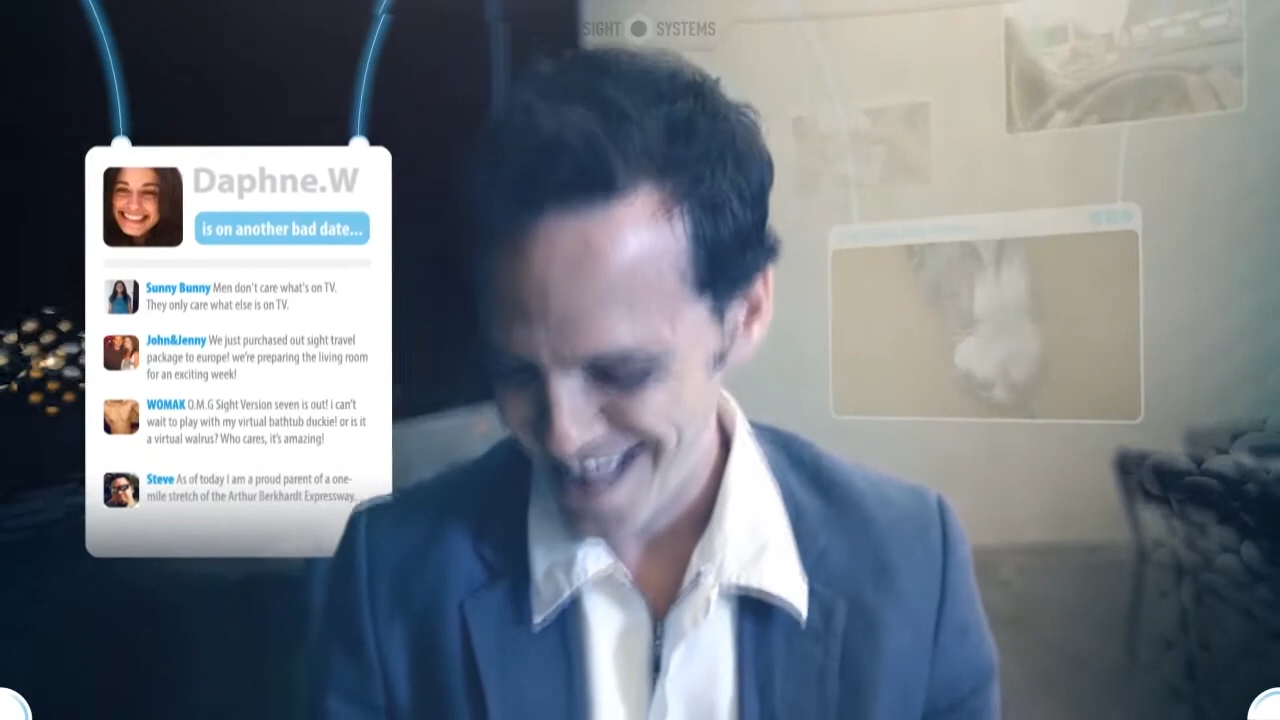 SIGHT SYSTEMS
Daphne.W
is on another bad date...
Sunny Bunny Men don't care what's on TV.
They only care what else is on TV.
John&Jenny We just purchased out sight travel
package to europe! we're preparing the living room
for an exciting week!
WOMAK O.M.G Sight Version seven is out! i can't
wait to play with my virtual bathtub duckie! or is it
a virtual walrus? Who cares, it's amazing!
Steve As of today I am a proud parent of a one-
mile stretch of the Arthur Berkhardt Expressway...